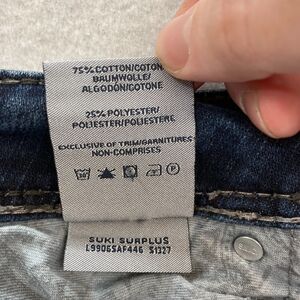 75% COTTON/COTON
BAUMWOLLE/
ALGODÓN/COTONE
25% POLYESTER/
POLIESTER/POLIESTERE
EXCLUSIVE OF TRIM/GARNITURES
NON-COMPRISES
SUKI SURPLUS
L9906SAF446 S1327